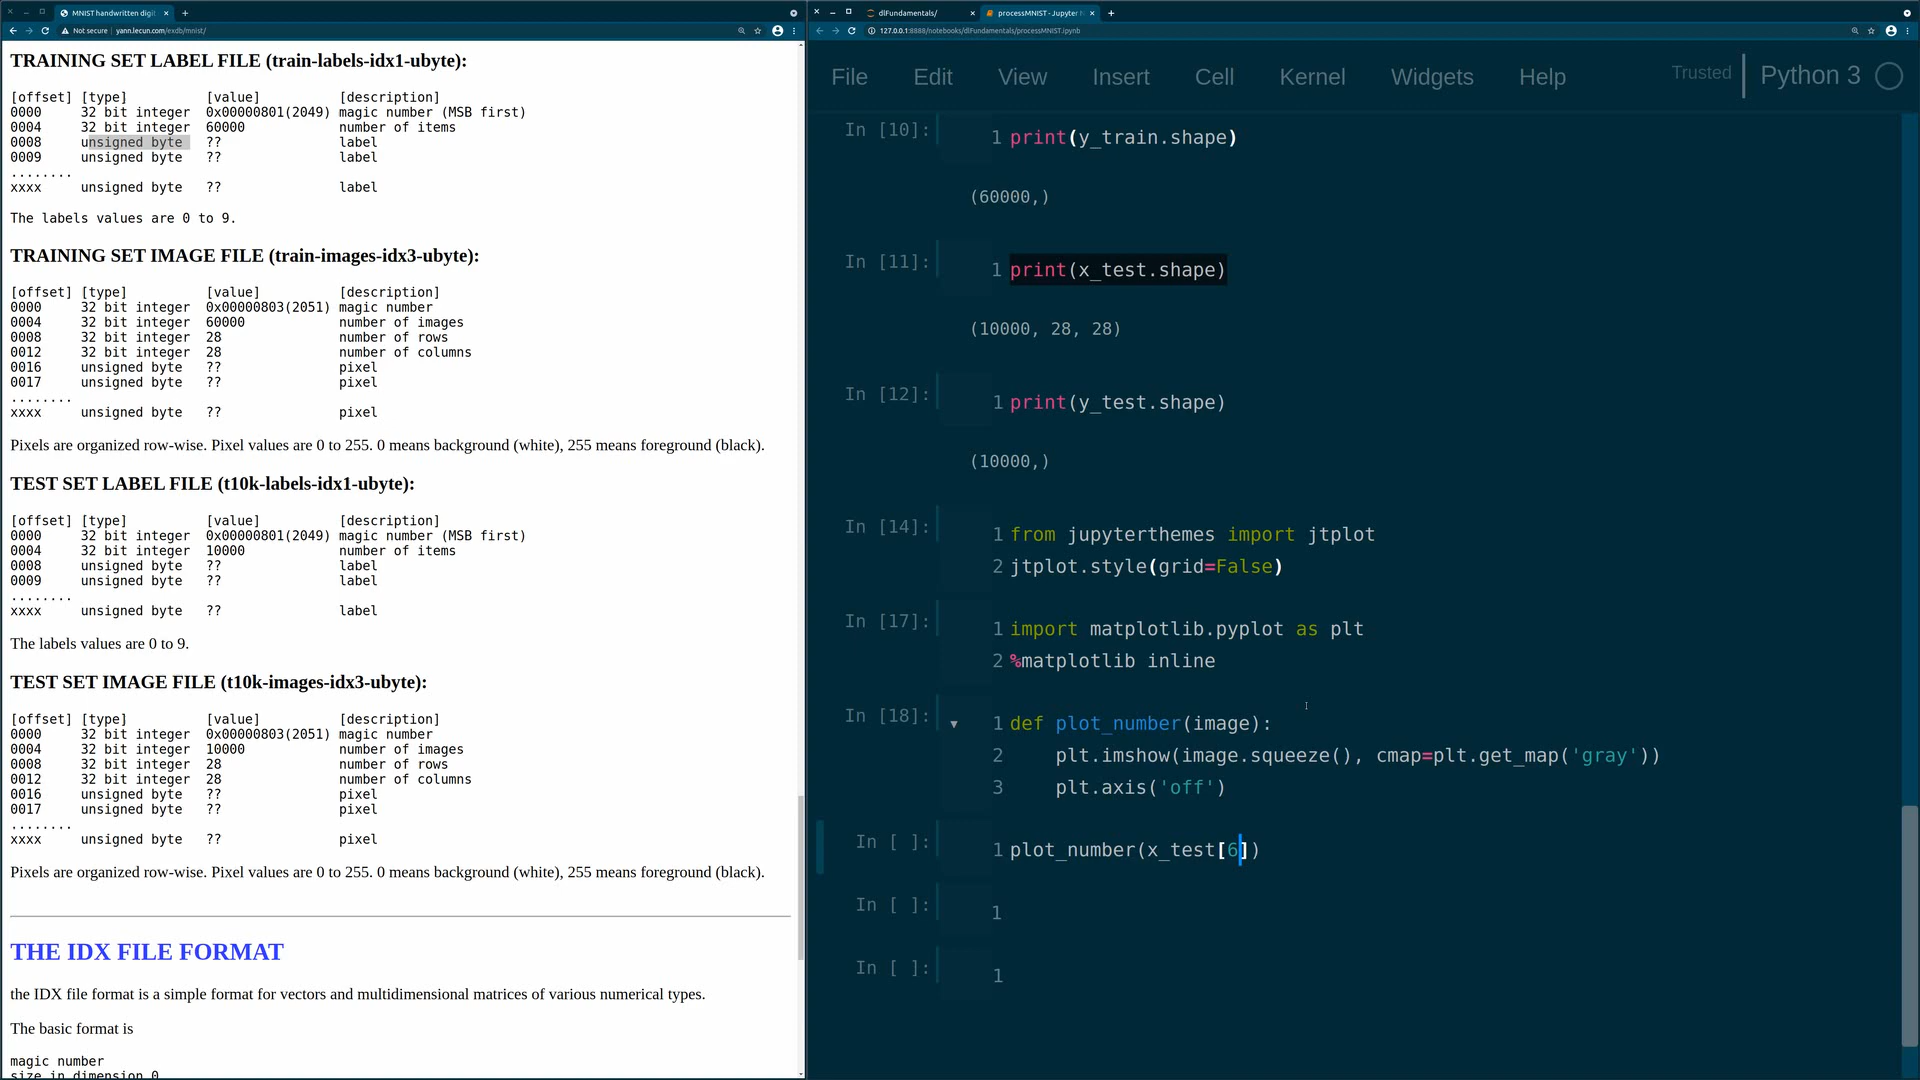 MNIST handwritten digit
Not secure | yann.lecun.com/exdb/mnist/
TRAINING SET LABEL FILE (train-labels-idx1-ubyte):
[offset] [type] [value] [description]
0000 32 bit integer 0x00000801(2049) magic number (MSB first)
0004 32 bit integer 60000 number of items
0008 unsigned byte ?? label
0009 unsigned byte ?? label
........
xxxx unsigned byte ?? label
The labels values are 0 to 9.
TRAINING SET IMAGE FILE (train-images-idx3-ubyte):
[offset] [type] [value] [description]
0000 32 bit integer 0x00000803(2051) magic number
0004 32 bit integer 60000 number of images
0008 32 bit integer 28 number of rows
0012 32 bit integer 28 number of columns
0016 unsigned byte ?? pixel
0017 unsigned byte ?? pixel
........
xxxx unsigned byte ?? pixel
Pixels are organized row-wise. Pixel values are 0 to 255. 0 means background (white), 255 means foreground (black).
TEST SET LABEL FILE (t10k-labels-idx1-ubyte):
[offset] [type] [value] [description]
0000 32 bit integer 0x00000801(2049) magic number (MSB first)
0004 32 bit integer 10000 number of items
0008 unsigned byte ?? label
0009 unsigned byte ?? label
........
xxxx unsigned byte ?? label
The labels values are 0 to 9.
TEST SET IMAGE FILE (t10k-images-idx3-ubyte):
[offset] [type] [value] [description]
0000 32 bit integer 0x00000803(2051) magic number
0004 32 bit integer 10000 number of images
0008 32 bit integer 28 number of rows
0012 32 bit integer 28 number of columns
0016 unsigned byte ?? pixel
0017 unsigned byte ?? pixel
........
xxxx unsigned byte ?? pixel
Pixels are organized row-wise. Pixel values are 0 to 255. 0 means background (white), 255 means foreground (black).
THE IDX FILE FORMAT
the IDX file format is a simple format for vectors and multidimensional matrices of various numerical types.
The basic format is
magic number
size in dimension 0
dlFundamentals/ processMNIST - Jupyter
127.0.0.1:8888/notebooks/dlFundamentals/processMNIST.ipynb
File Edit View Insert Cell Kernel Widgets Help Trusted Python 3
In [10]: 1 print(y_train.shape)
(60000,)
In [11]: 1 print(x_test.shape)
(10000, 28, 28)
In [12]: 1 print(y_test.shape)
(10000,)
In [14]: 1 from jupyterthemes import jtplot
2 jtplot.style(grid=False)
In [17]: 1 import matplotlib.pyplot as plt
2 %matplotlib inline
In [18]: 1 def plot_number(image):
2 plt.imshow(image.squeeze(), cmap=plt.get_map('gray'))
3 plt.axis('off')
In [ ]: 1 plot_number(x_test[6])
In [ ]: 1
In [ ]: 1